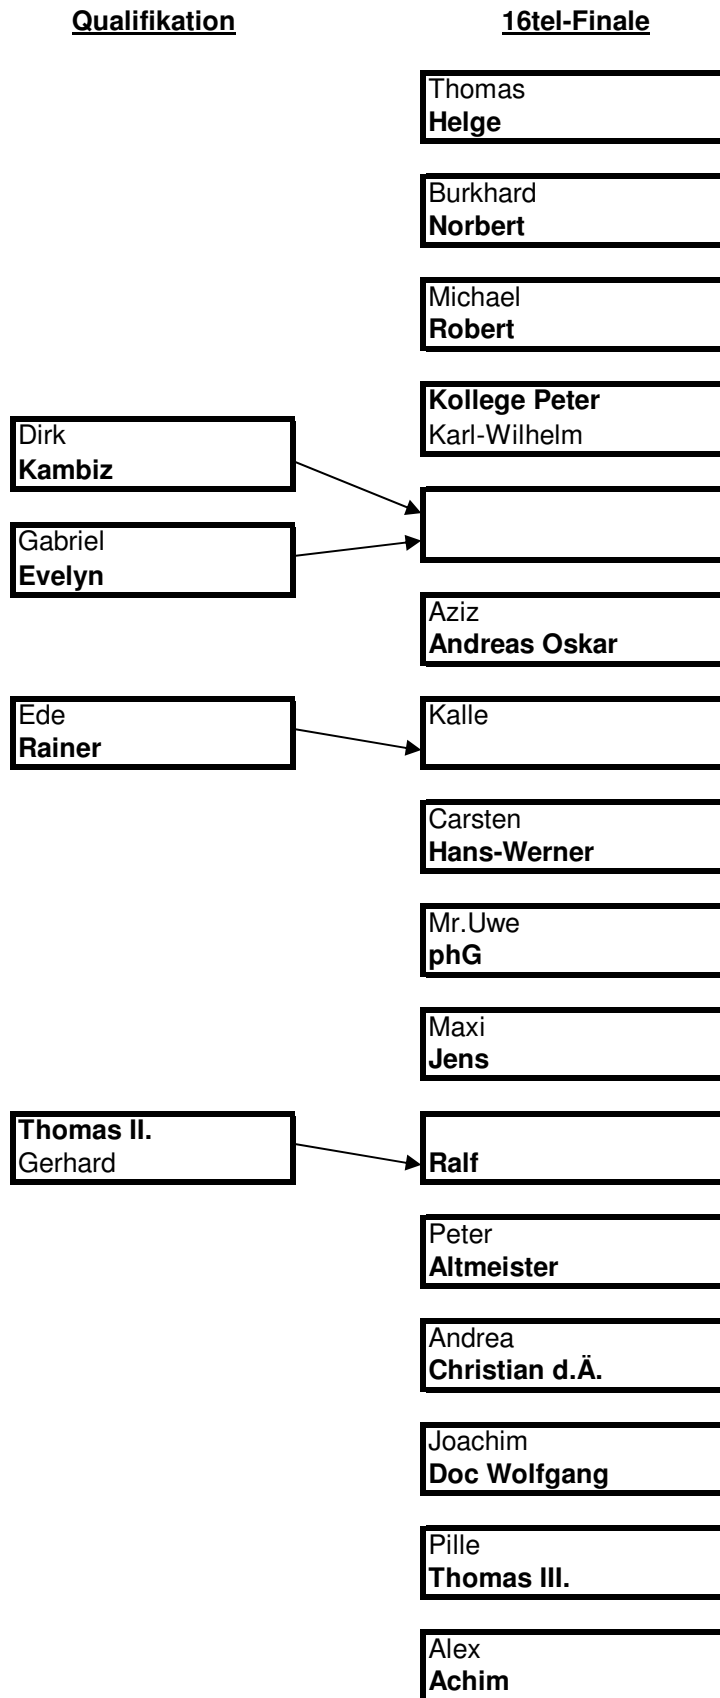 Qualifikation
16tel-Finale
Thomas
Helge
Burkhard
Norbert
Michael
Robert
Kollege Peter
Karl-Wilhelm
Dirk
Kambiz
Gabriel
Evelyn
Aziz
Andreas Oskar
Ede
Rainer
Kalle
Carsten
Hans-Werner
Mr.Uwe
phG
Maxi
Jens
Thomas II.
Gerhard
Ralf
Peter
Altmeister
Andrea
Christian d.Ä.
Joachim
Doc Wolfgang
Pille
Thomas III.
Alex
Achim